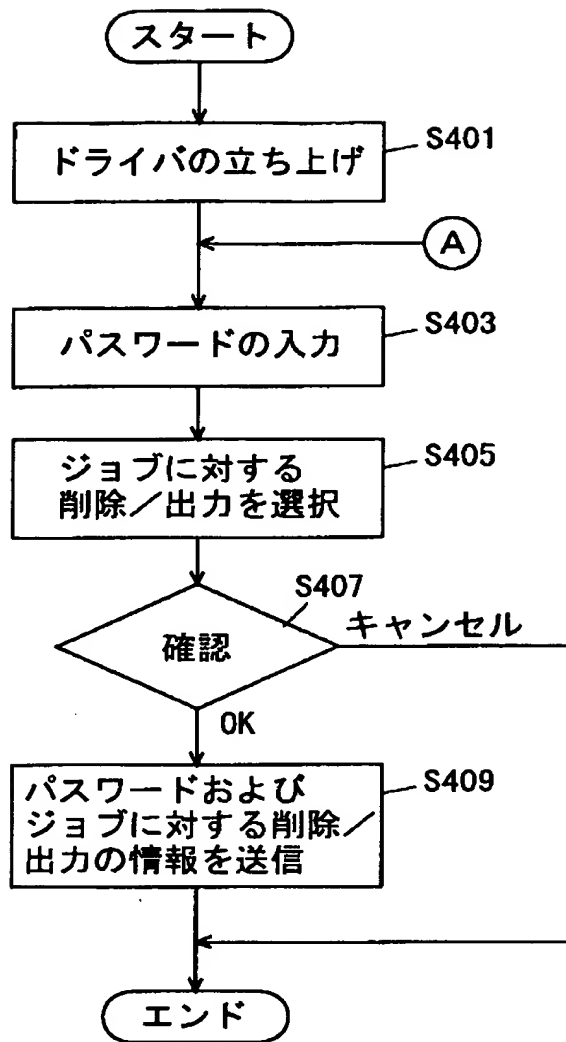 スタート
ドライバの立ち上げ
S401
A
パスワードの入力
S403
ジョブに対する
削除／出力を選択
S405
S407
確認
キャンセル
OK
パスワードおよび
ジョブに対する削除／
出力の情報を送信
S409
エンド